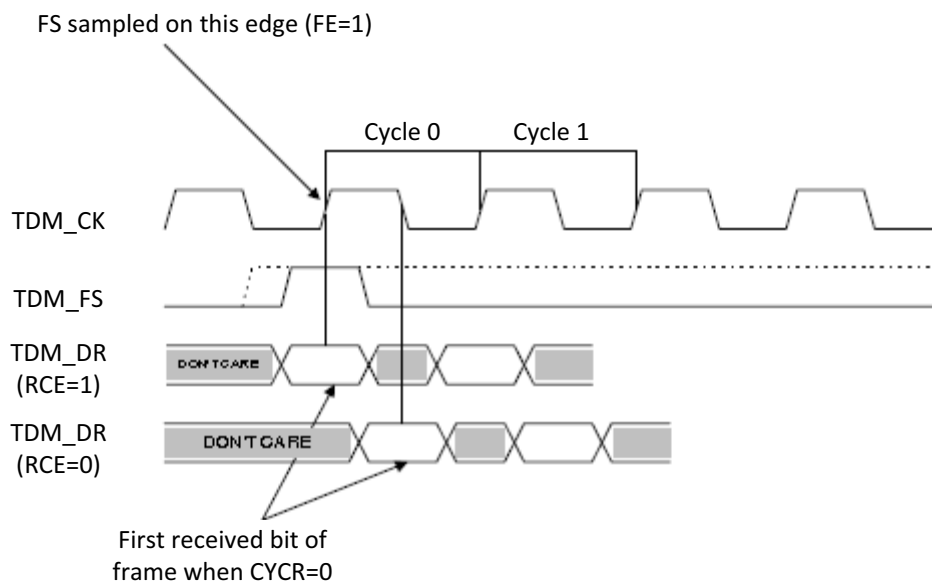 FS sampled on this edge (FE=1)
Cycle 0
Cycle 1
TDM_CK
TDM_FS
TDM_DR
(RCE=1)
DON'T CARE
TDM_DR
(RCE=0)
DON'T CARE
First received bit of
frame when CYCR=0